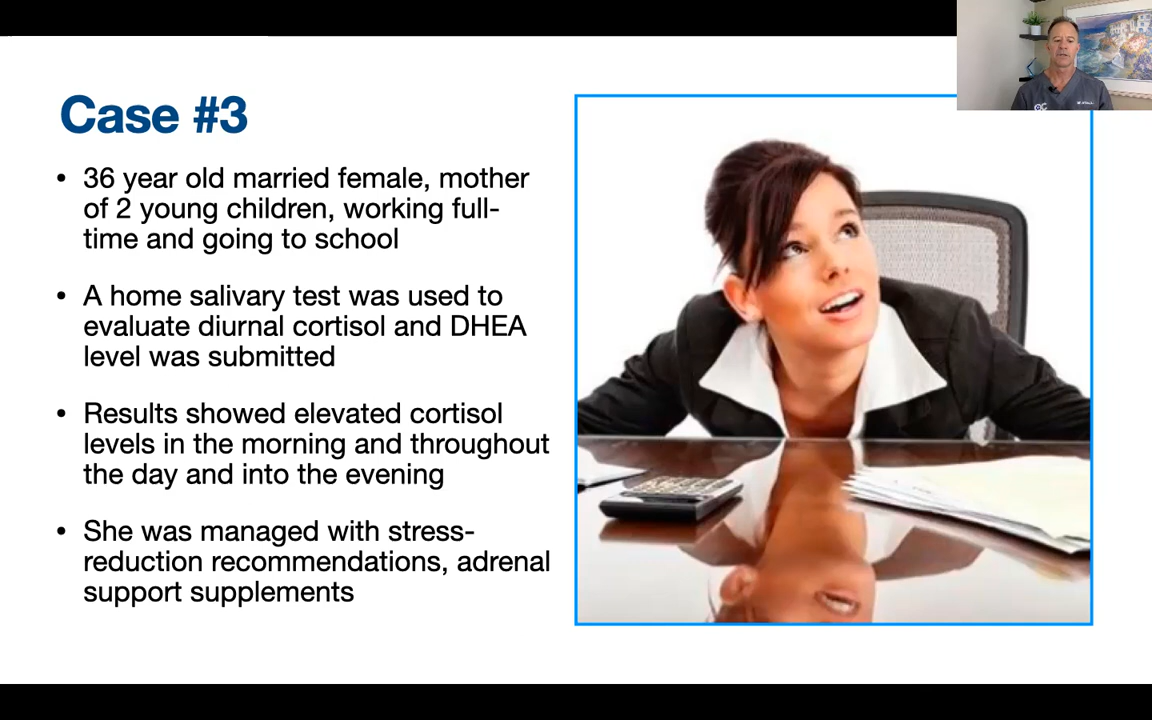 Case #3
• 36 year old married female, mother
of 2 young children, working full-
time and going to school
• A home salivary test was used to
evaluate diurnal cortisol and DHEA
level was submitted
• Results showed elevated cortisol
levels in the morning and throughout
the day and into the evening
• She was managed with stress-
reduction recommendations, adrenal
support supplements